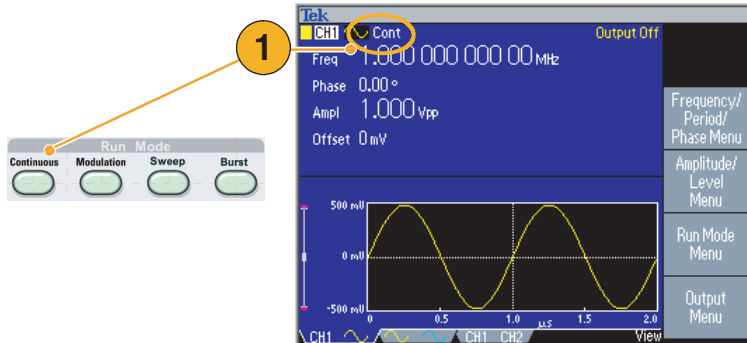 Run Mode
Continuous Modulation Sweep Burst
1
Tek
CH1 Cont Output Off
Freq 1.000 000 000 00 MHz
Phase 0.00 °
Ampl 1.000 Vpp
Offset 0 mV
Frequency/
Period/
Phase Menu
Amplitude/
Level
Menu
Run Mode
Menu
Output
Menu
500 mV
0 mV
-500 mV
0 0.5 1.0 1.5 2.0
μs
CH1 CH1 CH2 View